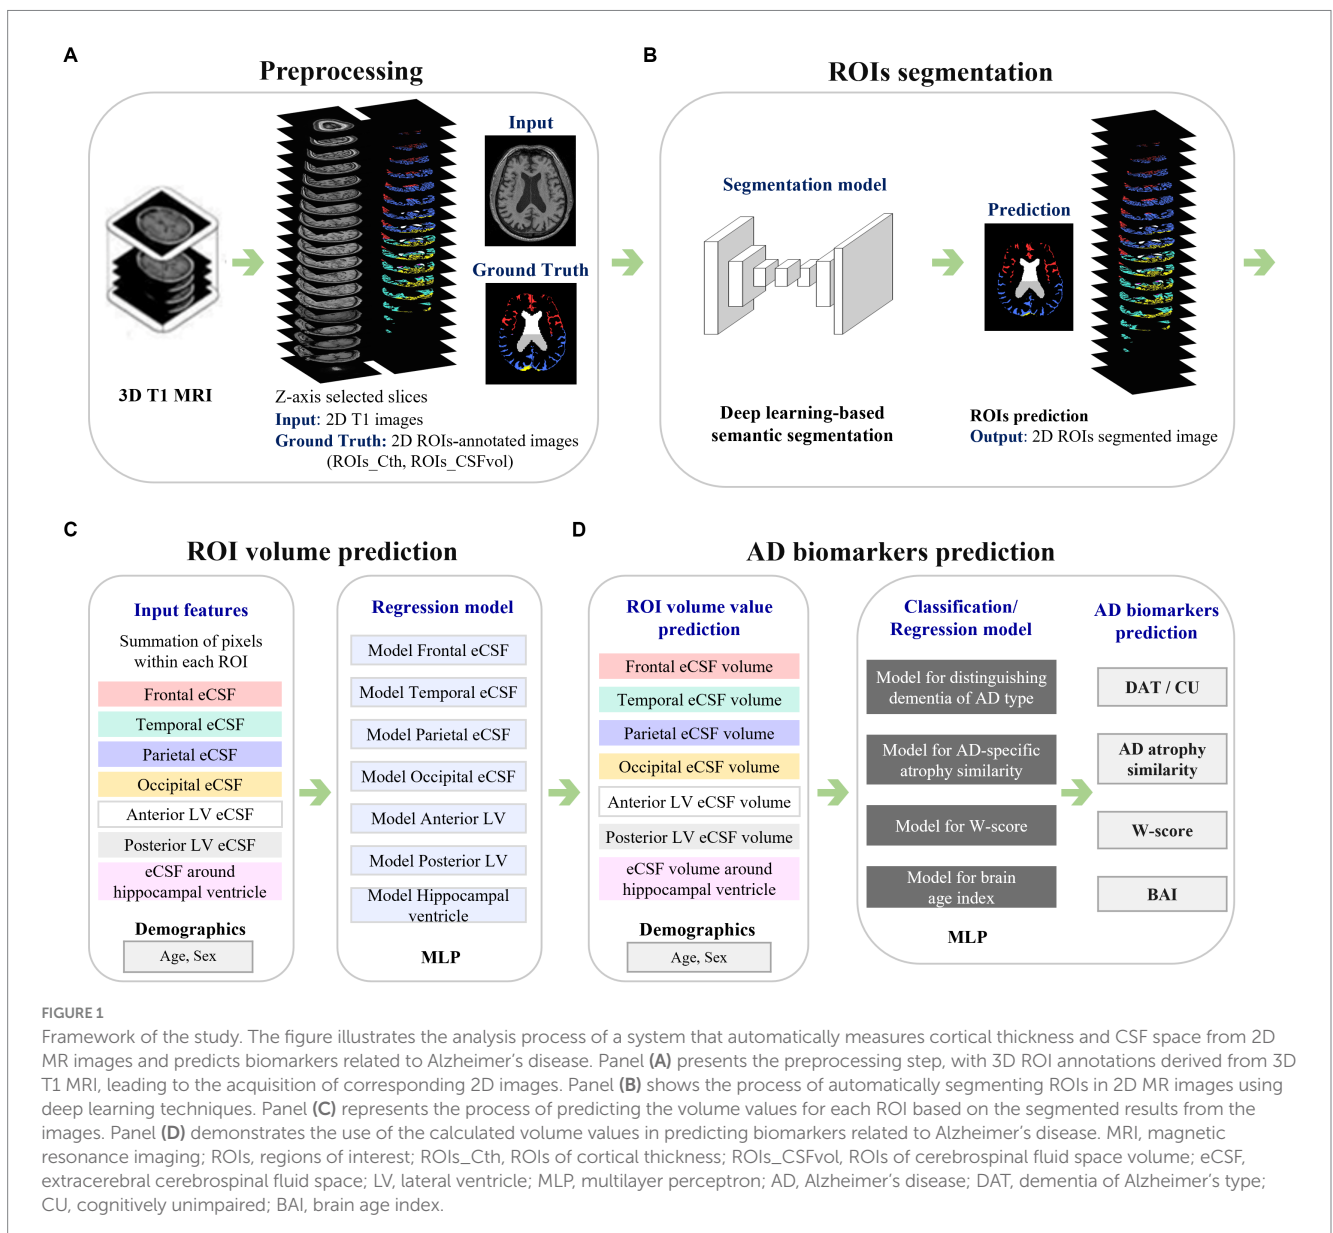 A
Preprocessing
Input
Ground Truth
3D T1 MRI
Z-axis selected slices
Input: 2D T1 images
Ground Truth: 2D ROIs-annotated images
(ROIs_Cth, ROIs_CSFvol)
B
ROIs segmentation
Segmentation model
Prediction
Deep learning-based
semantic segmentation
ROIs prediction
Output: 2D ROIs segmented image
C
ROI volume prediction
Input features
Summation of pixels
within each ROI
Frontal eCSF
Temporal eCSF
Parietal eCSF
Occipital eCSF
Anterior LV eCSF
Posterior LV eCSF
eCSF around
hippocampal ventricle
Demographics
Age, Sex
Regression model
Model Frontal eCSF
Model Temporal eCSF
Model Parietal eCSF
Model Occipital eCSF
Model Anterior LV
Model Posterior LV
Model Hippocampal
ventricle
MLP
D
AD biomarkers prediction
ROI volume value
prediction
Frontal eCSF volume
Temporal eCSF volume
Parietal eCSF volume
Occipital eCSF volume
Anterior LV eCSF volume
Posterior LV eCSF volume
eCSF volume around
hippocampal ventricle
Demographics
Age, Sex
Classification/
Regression model
Model for distinguishing
dementia of AD type
Model for AD-specific
atrophy similarity
Model for W-score
Model for brain
age index
MLP
AD biomarkers
prediction
DAT / CU
AD atrophy
similarity
W-score
BAI
FIGURE 1
Framework of the study. The figure illustrates the analysis process of a system that automatically measures cortical thickness and CSF space from 2D
MR images and predicts biomarkers related to Alzheimer's disease. Panel (A) presents the preprocessing step, with 3D ROI annotations derived from 3D
T1 MRI, leading to the acquisition of corresponding 2D images. Panel (B) shows the process of automatically segmenting ROIs in 2D MR images using
deep learning techniques. Panel (C) represents the process of predicting the volume values for each ROI based on the segmented results from the
images. Panel (D) demonstrates the use of the calculated volume values in predicting biomarkers related to Alzheimer's disease. MRI, magnetic
resonance imaging; ROIs, regions of interest; ROIs_Cth, ROIs of cortical thickness; ROIs_CSFvol, ROIs of cerebrospinal fluid space volume; eCSF,
extracerebral cerebrospinal fluid space; LV, lateral ventricle; MLP, multilayer perceptron; AD, Alzheimer's disease; DAT, dementia of Alzheimer's type;
CU, cognitively unimpaired; BAI, brain age index.